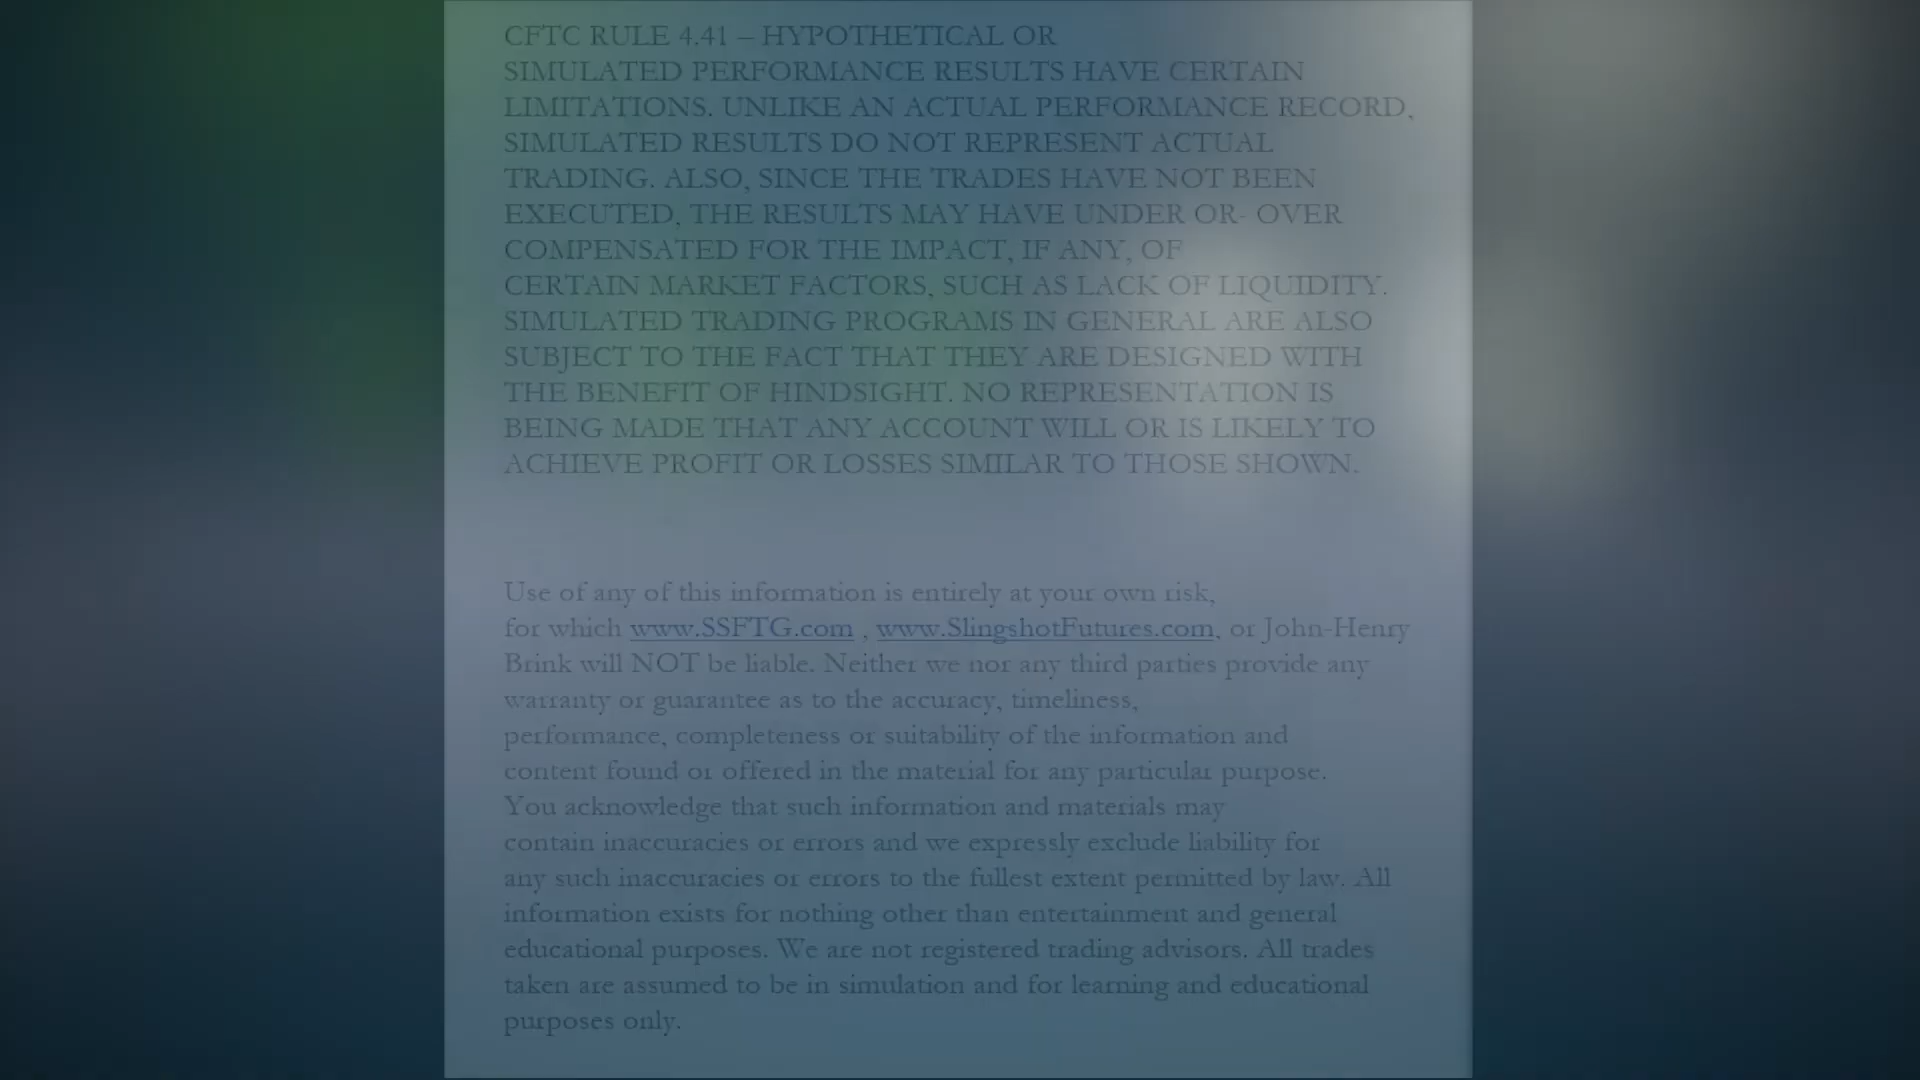 CFTC RULE 4.41 – HYPOTHETICAL OR
SIMULATED PERFORMANCE RESULTS HAVE CERTAIN
LIMITATIONS. UNLIKE AN ACTUAL PERFORMANCE RECORD,
SIMULATED RESULTS DO NOT REPRESENT ACTUAL
TRADING. ALSO, SINCE THE TRADES HAVE NOT BEEN
EXECUTED, THE RESULTS MAY HAVE UNDER OR- OVER
COMPENSATED FOR THE IMPACT, IF ANY, OF
CERTAIN MARKET FACTORS, SUCH AS LACK OF LIQUIDITY.
SIMULATED TRADING PROGRAMS IN GENERAL ARE ALSO
SUBJECT TO THE FACT THAT THEY ARE DESIGNED WITH
THE BENEFIT OF HINDSIGHT. NO REPRESENTATION IS
BEING MADE THAT ANY ACCOUNT WILL OR IS LIKELY TO
ACHIEVE PROFIT OR LOSSES SIMILAR TO THOSE SHOWN.
Use of any of this information is entirely at your own risk,
for which www.SSFTG.com , www.SlingshotFutures.com, or John-Henry
Brink will NOT be liable. Neither we nor any third parties provide any
warranty or guarantee as to the accuracy, timeliness,
performance, completeness or suitability of the information and
content found or offered in the material for any particular purpose.
You acknowledge that such information and materials may
contain inaccuracies or errors and we expressly exclude liability for
any such inaccuracies or errors to the fullest extent permitted by law. All
information exists for nothing other than entertainment and general
educational purposes. We are not registered trading advisors. All trades
taken are assumed to be in simulation and for learning and educational
purposes only.